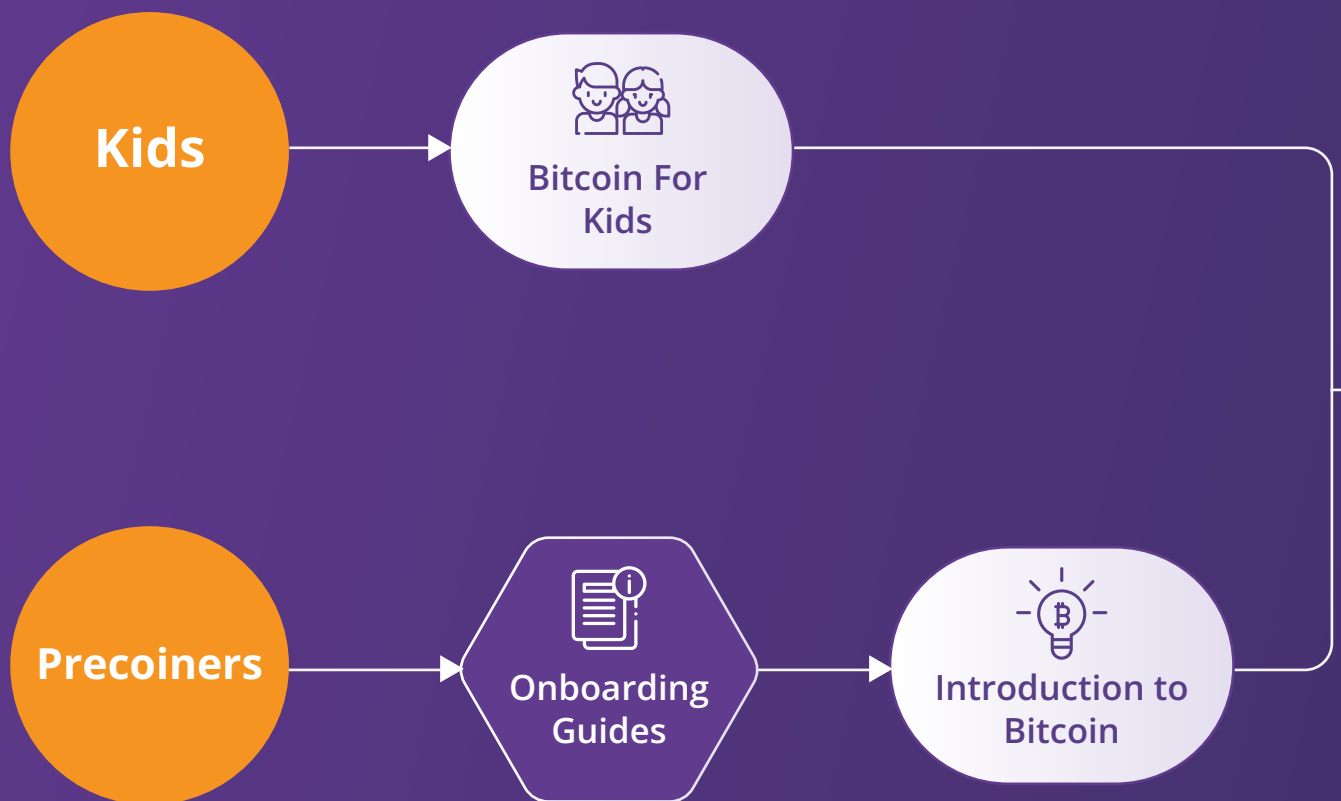 Kids
Bitcoin For
Kids
Precoiners
Onboarding
Guides
Introduction to
Bitcoin